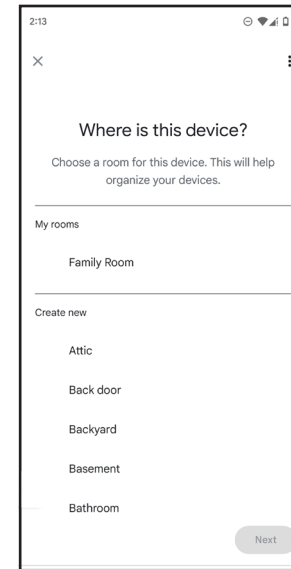 2:13
Where is this device?
Choose a room for this device. This will help
organize your devices.
My rooms
Family Room
Create new
Attic
Back door
Backyard
Basement
Bathroom
Next